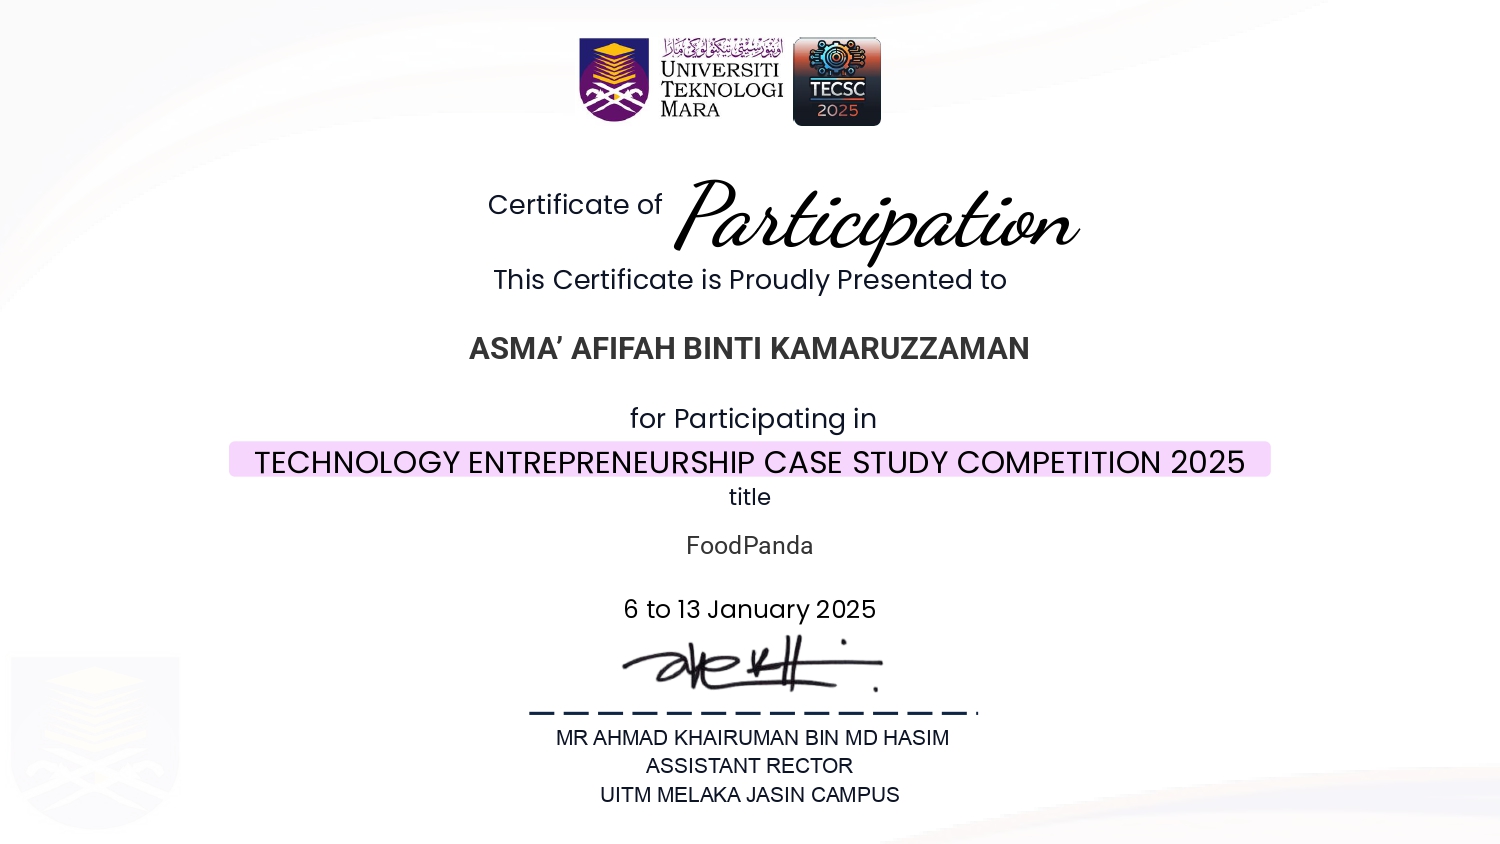 اونيۏرسيتي تيكنولوڬي مارا
UNIVERSITI
TEKNOLOGI
MARA
TECSC
2025
Certificate of Participation
This Certificate is Proudly Presented to
ASMA’ AFIFAH BINTI KAMARUZZAMAN
for Participating in
TECHNOLOGY ENTREPRENEURSHIP CASE STUDY COMPETITION 2025
title
FoodPanda
6 to 13 January 2025
MR AHMAD KHAIRUMAN BIN MD HASIM
ASSISTANT RECTOR
UITM MELAKA JASIN CAMPUS